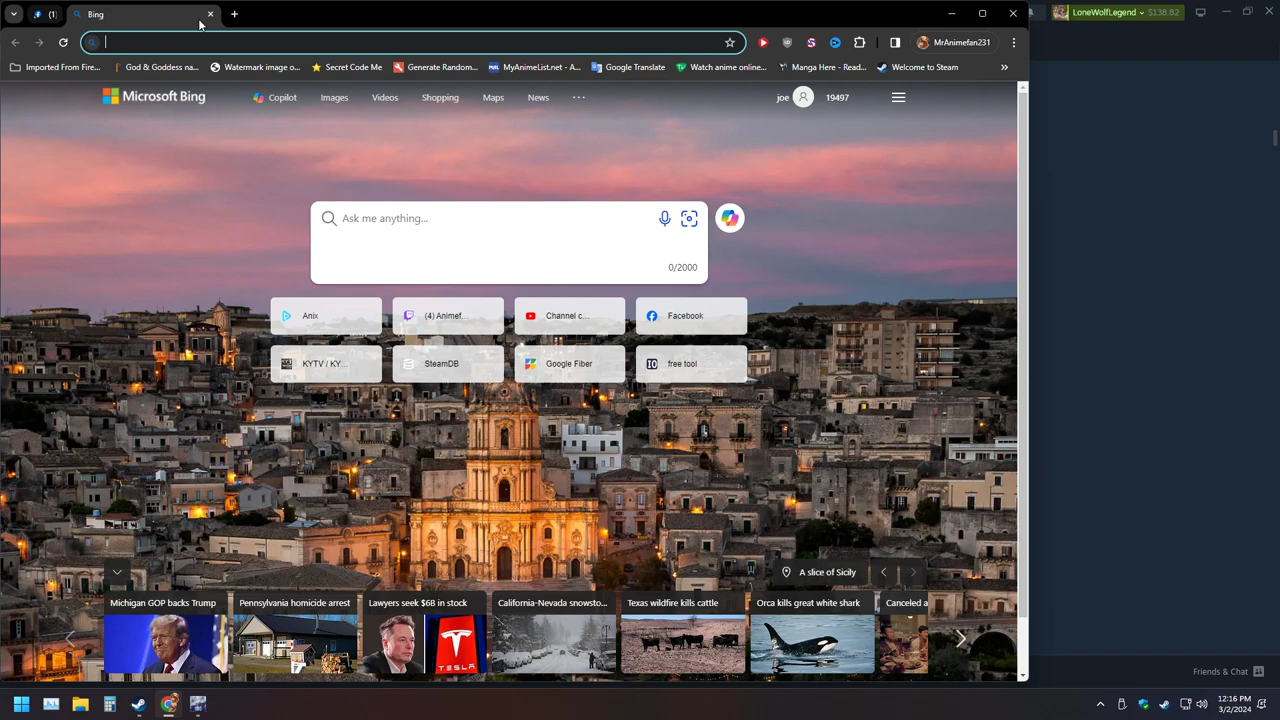 (1)
Bing
LoneWolfLegend
$138.82
MrAnimefan231
Imported From Fire...
God & Goddess na...
Watermark image o...
Secret Code Me
Generate Random...
MyAnimeList.net - A...
Google Translate
Watch anime online...
Manga Here - Read...
Welcome to Steam
»
Microsoft Bing
Copilot
Images
Videos
Shopping
Maps
News
...
joe
19497
Ask me anything...
0/2000
Anix
(4) Animef...
Channel c...
Facebook
KYTV / KY...
SteamDB
Google Fiber
free tool
A slice of Sicily
Michigan GOP backs Trump
Pennsylvania homicide arrest
Lawyers seek $6B in stock
California-Nevada snowsto...
Texas wildfire kills cattle
Orca kills great white shark
Canceled a
TESLA
Friends & Chat
12:16 PM
3/2/2024